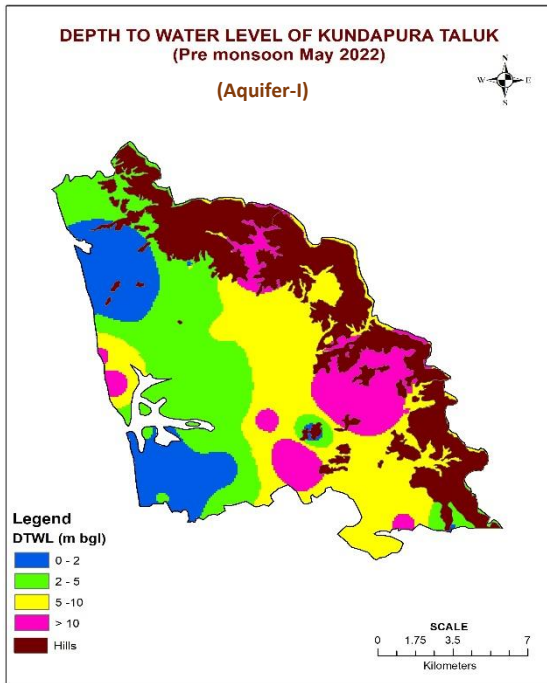 DEPTH TO WATER LEVEL OF KUNDAPURA TALUK
(Pre monsoon May 2022)
(Aquifer-I)
N
W E
S
Legend
DTWL (m bgl)
0 - 2
2 - 5
5 -10
> 10
Hills
SCALE
0 1.75 3.5 7
Kilometers